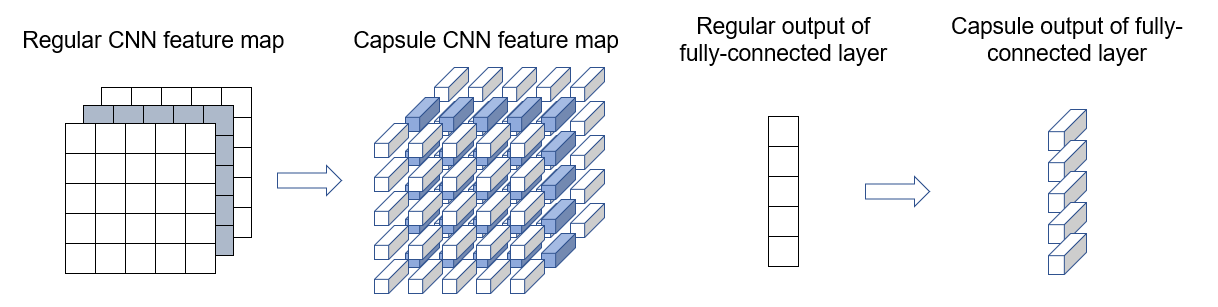 Regular CNN feature map
Capsule CNN feature map
Regular output of
fully-connected layer
Capsule output of fully-
connected layer